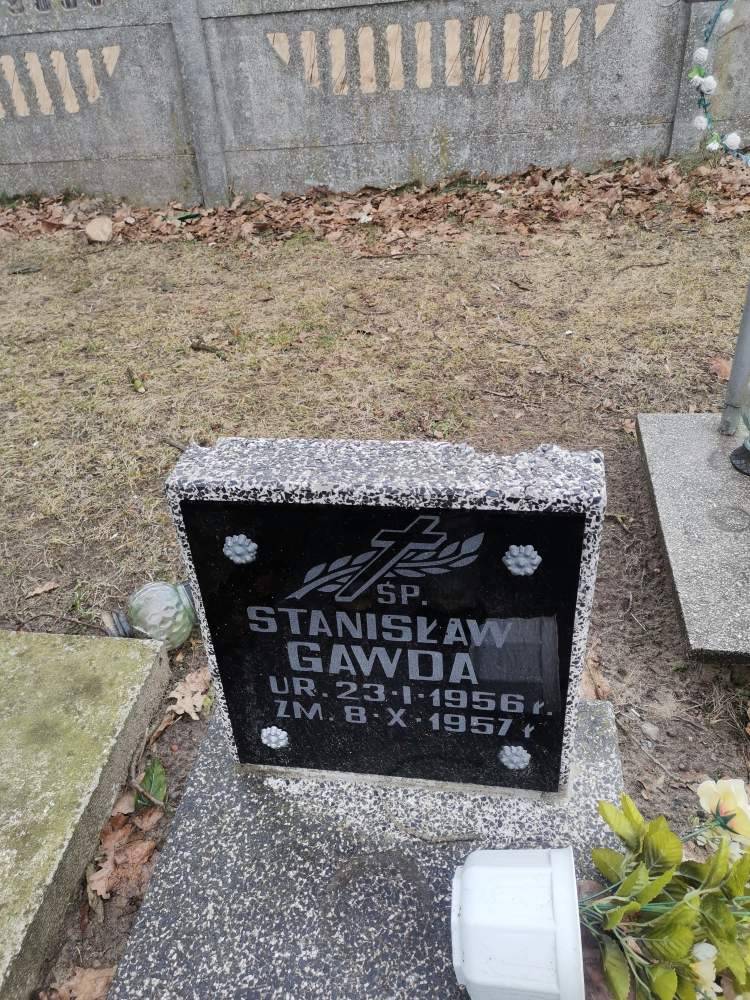 ŚP.
STANISŁAW
GAWDA
UR. 23·I·1956 r.
ZM. 8·X·1957 r